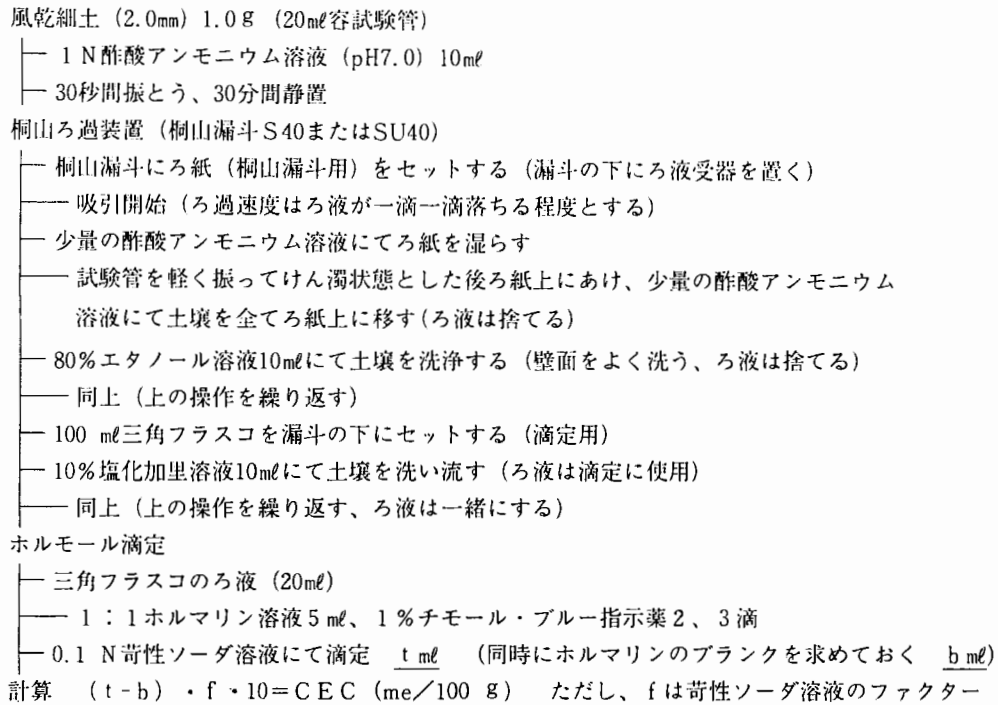 風乾細土（2.0㎜）1.0ｇ（20㎖容試験管）
１Ｎ酢酸アンモニウム溶液（pH7.0）10㎖
30秒間振とう、30分間静置
桐山ろ過装置（桐山漏斗Ｓ40またはSU40）
桐山漏斗にろ紙（桐山漏斗用）をセットする（漏斗の下にろ液受器を置く）
吸引開始（ろ過速度はろ液が一滴一滴落ちる程度とする）
少量の酢酸アンモニウム溶液にてろ紙を湿らす
試験管を軽く振ってけん濁状態とした後ろ紙上にあけ、少量の酢酸アンモニウム
溶液にて土壌を全てろ紙上に移す（ろ液は捨てる）
80％エタノール溶液10㎖にて土壌を洗浄する（壁面をよく洗う、ろ液は捨てる）
同上（上の操作を繰り返す）
100 ㎖三角フラスコを漏斗の下にセットする（滴定用）
10％塩化加里溶液10㎖にて土壌を洗い流す（ろ液は滴定に使用）
同上（上の操作を繰り返す、ろ液は一緒にする）
ホルモール滴定
三角フラスコのろ液（20㎖）
１：１ホルマリン溶液５㎖、１％チモール・ブルー指示薬２、３滴
0.1 Ｎ苛性ソーダ溶液にて滴定 ｔ㎖ （同時にホルマリンのブランクを求めておく ｂ㎖）
計算 （ｔ-ｂ）・ｆ・10＝ＣＥＣ（me／100 ｇ） ただし、ｆは苛性ソーダ溶液のファクター